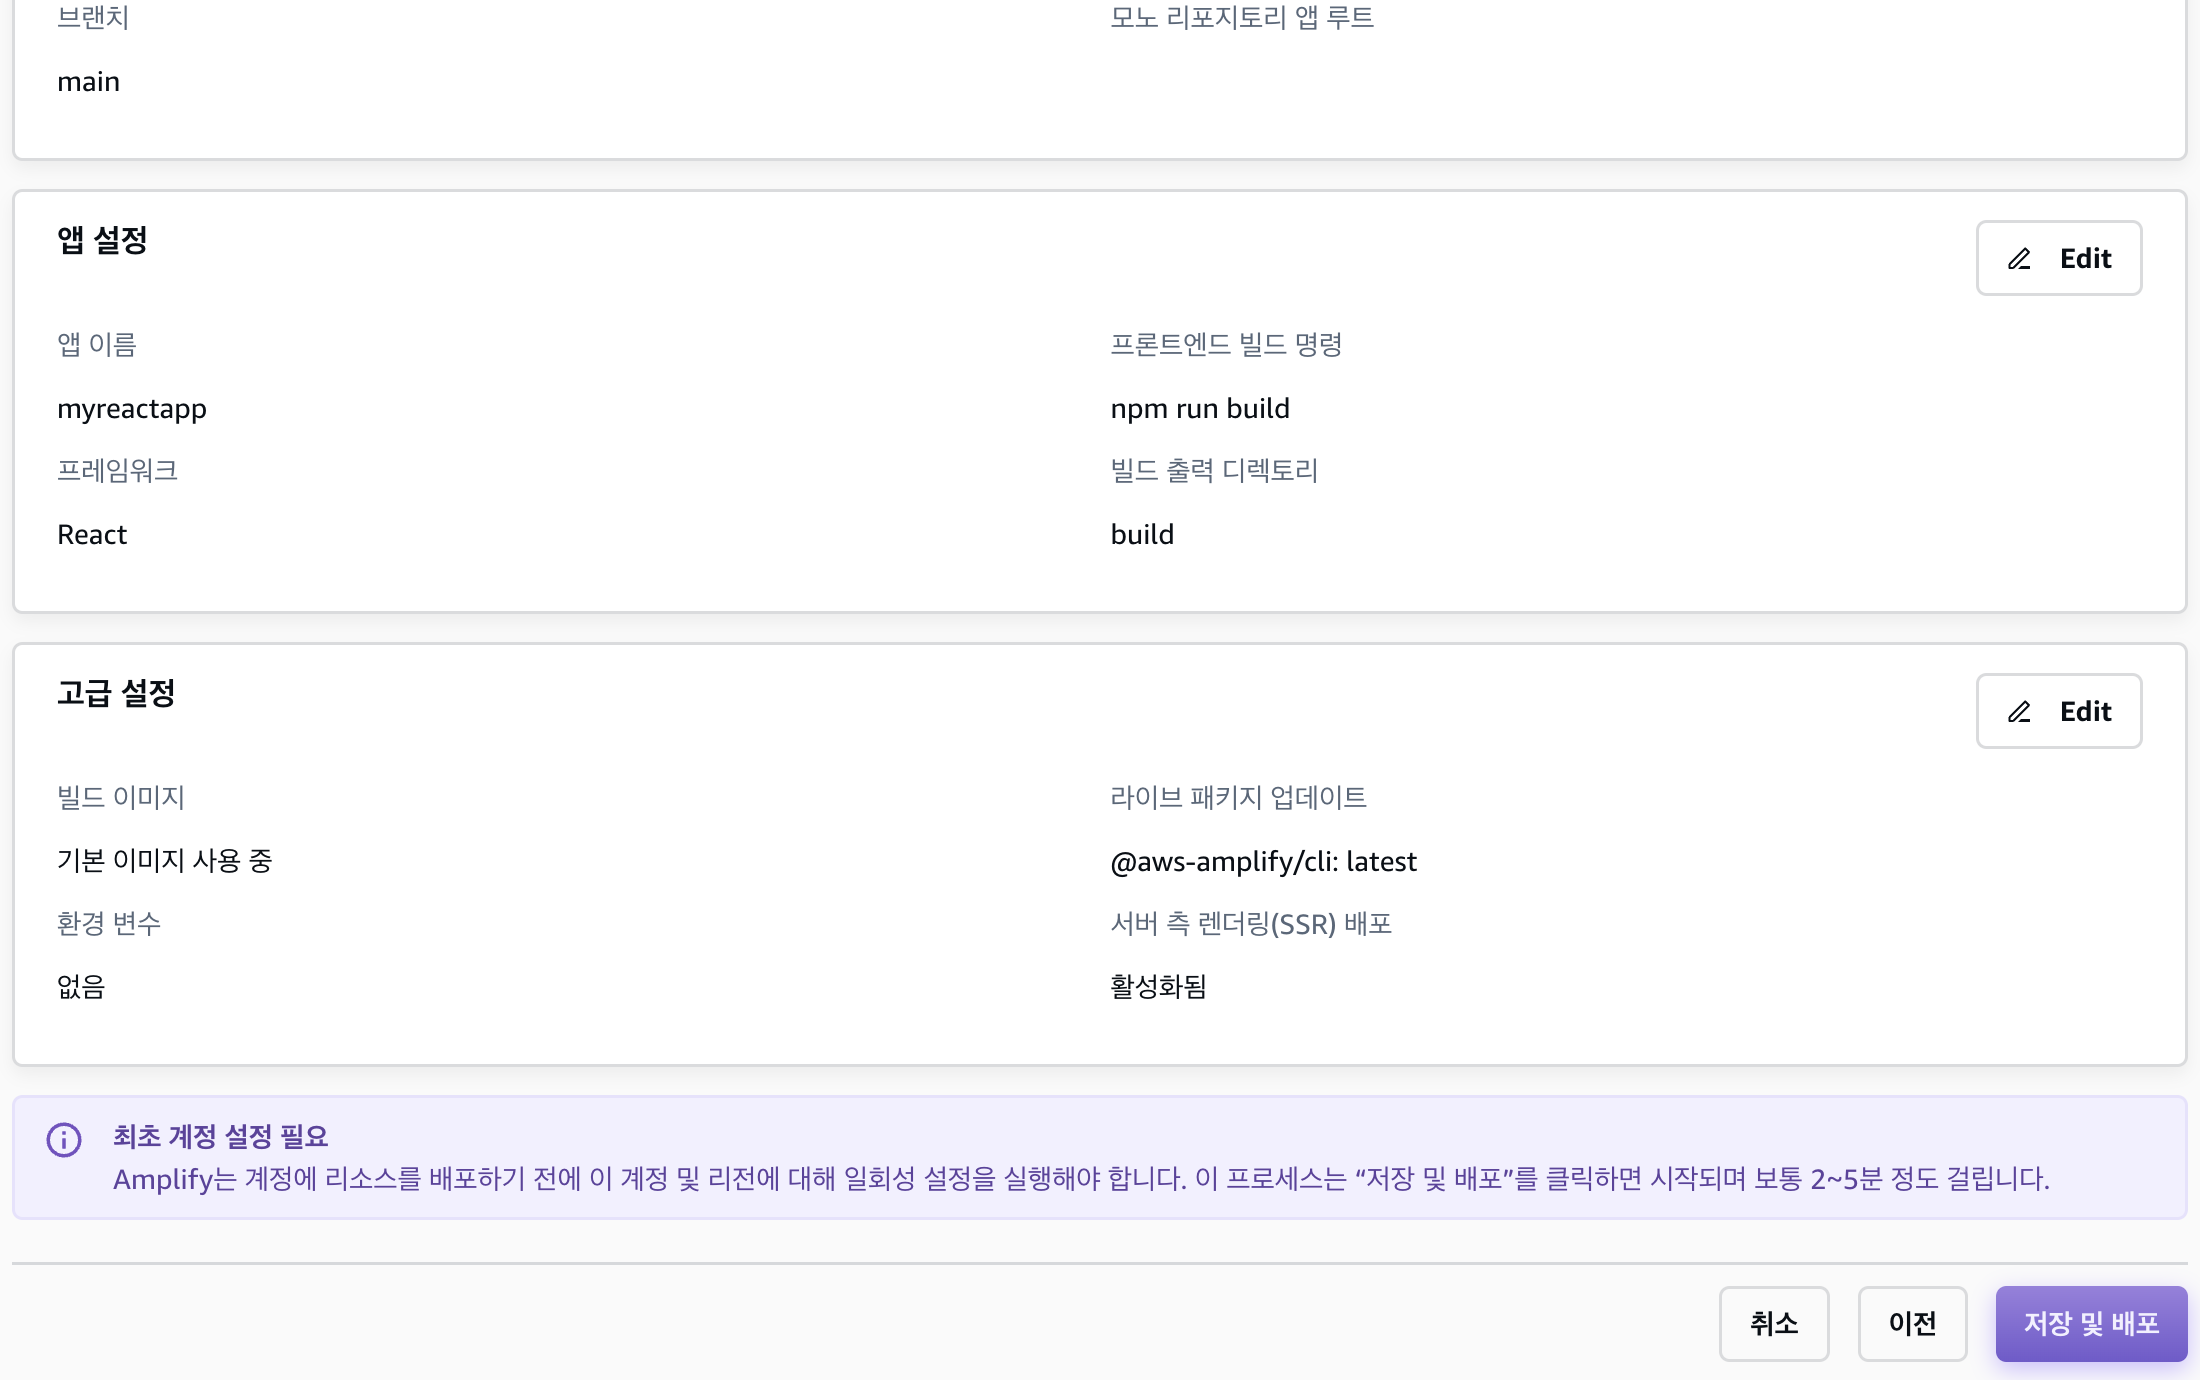 브랜치
모노 리포지토리 앱 루트
main
앱 설정
Edit
앱 이름
프론트엔드 빌드 명령
myreactapp
npm run build
프레임워크
빌드 출력 디렉토리
React
build
고급 설정
Edit
빌드 이미지
라이브 패키지 업데이트
기본 이미지 사용 중
@aws-amplify/cli: latest
환경 변수
서버 측 렌더링(SSR) 배포
없음
활성화됨
최초 계정 설정 필요
Amplify는 계정에 리소스를 배포하기 전에 이 계정 및 리전에 대해 일회성 설정을 실행해야 합니다. 이 프로세스는 “저장 및 배포”를 클릭하면 시작되며 보통 2~5분 정도 걸립니다.
취소
이전
저장 및 배포